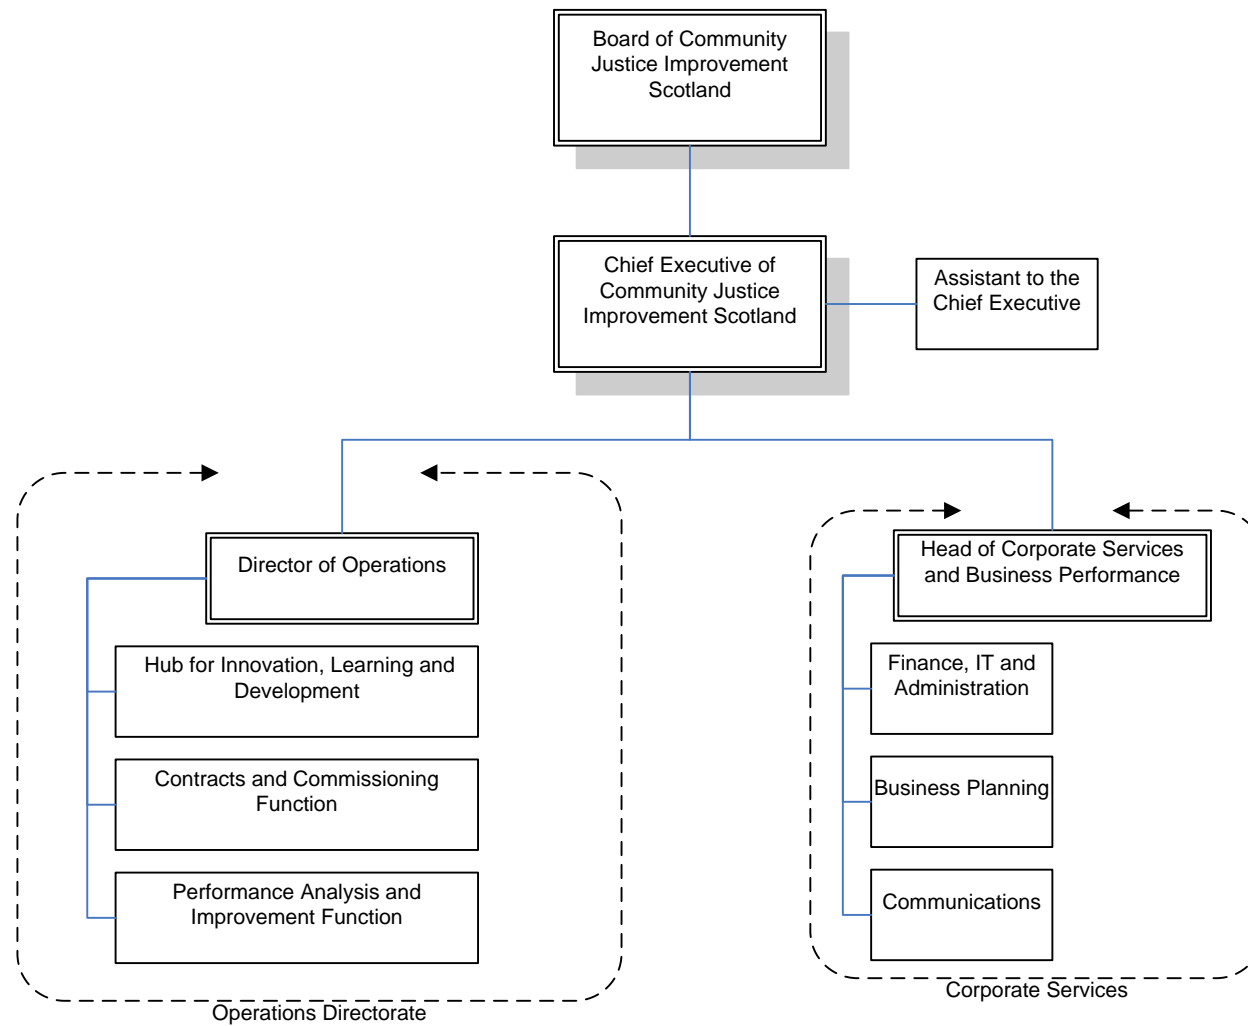 Board of Community
Justice Improvement
Scotland
Chief Executive of
Community Justice
Improvement Scotland
Assistant to the
Chief Executive
Director of Operations
Hub for Innovation, Learning and
Development
Contracts and Commissioning
Function
Performance Analysis and
Improvement Function
Operations Directorate
Head of Corporate Services
and Business Performance
Finance, IT and
Administration
Business Planning
Communications
Corporate Services